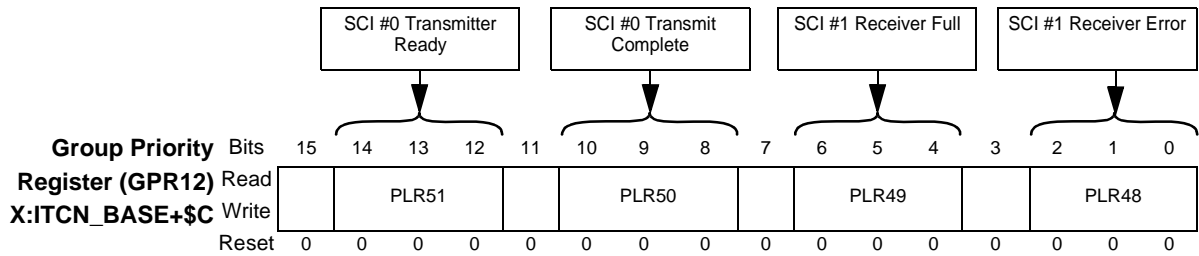 SCI #0 Transmitter
Ready
SCI #0 Transmit
Complete
SCI #1 Receiver Full
SCI #1 Receiver Error
Group Priority Bits 15 14 13 12 11 10 9 8 7 6 5 4 3 2 1 0
Register (GPR12) Read
PLR51 PLR50 PLR49 PLR48
X:ITCN_BASE+$C Write
Reset 0 0 0 0 0 0 0 0 0 0 0 0 0 0 0 0